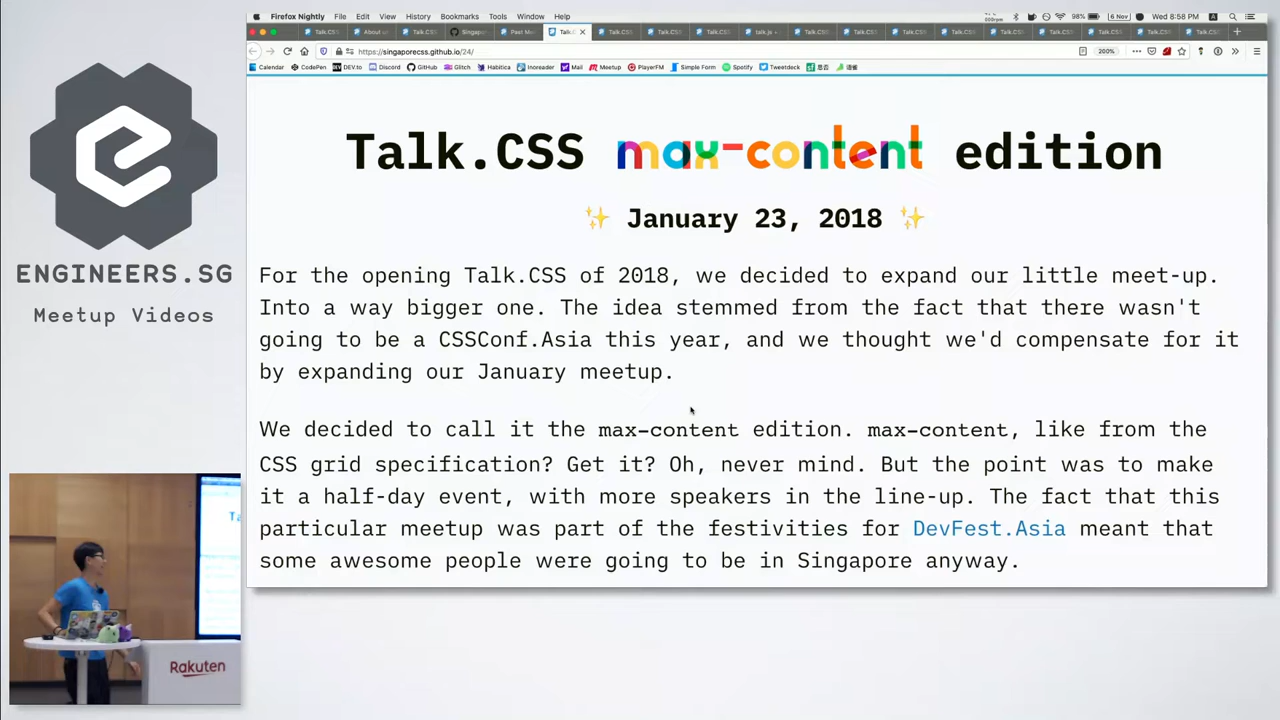 Firefox Nightly File Edit View History Bookmarks Tools Window Help
98% 6 Nov Wed 8:58 PM
https://singaporecss.github.io/24/
200%
Calendar CodePen DEV.to Discord GitHub Glitch Habitica Inoreader Mail Meetup PlayerFM Simple Form Spotify Tweetdeck
Talk.CSS max-content edition
✨ January 23, 2018 ✨
For the opening Talk.CSS of 2018, we decided to expand our little meet-up.
Into a way bigger one. The idea stemmed from the fact that there wasn't
going to be a CSSConf.Asia this year, and we thought we'd compensate for it
by expanding our January meetup.
We decided to call it the max-content edition. max-content, like from the
CSS grid specification? Get it? Oh, never mind. But the point was to make
it a half-day event, with more speakers in the line-up. The fact that this
particular meetup was part of the festivities for DevFest.Asia meant that
some awesome people were going to be in Singapore anyway.
ENGINEERS.SG
Meetup Videos
Rakuten